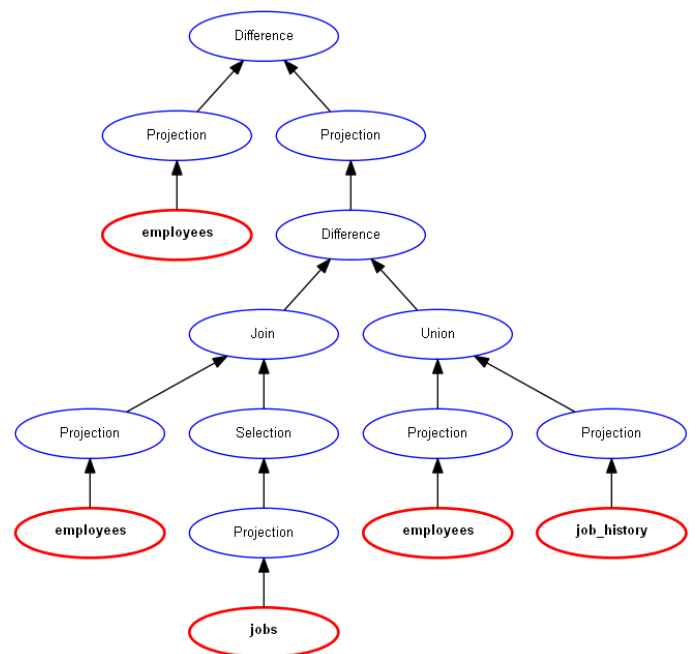 Difference
Projection
Projection
employees
Difference
Join
Union
Projection
Selection
Projection
Projection
employees
Projection
employees
job_history
jobs